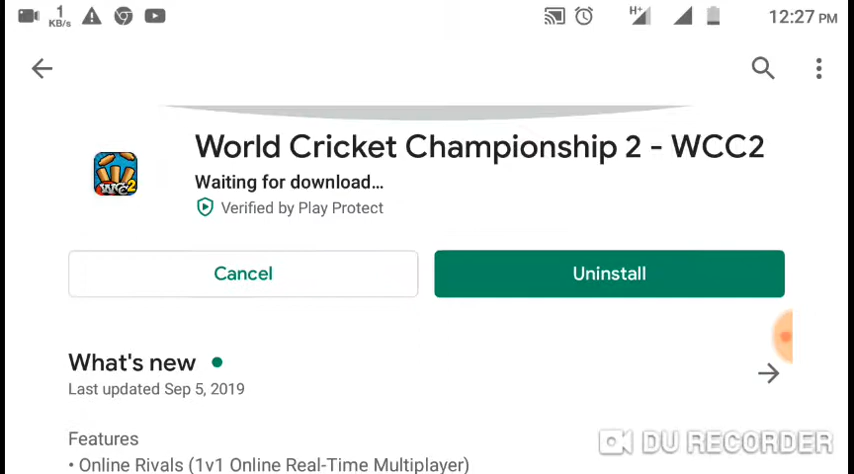 1
KB/s
H+
12:27 PM
World Cricket Championship 2 - WCC2
WCC2
Waiting for download...
Verified by Play Protect
Cancel
Uninstall
What's new
Last updated Sep 5, 2019
Features
• Online Rivals (1v1 Online Real-Time Multiplayer)
DU RECORDER